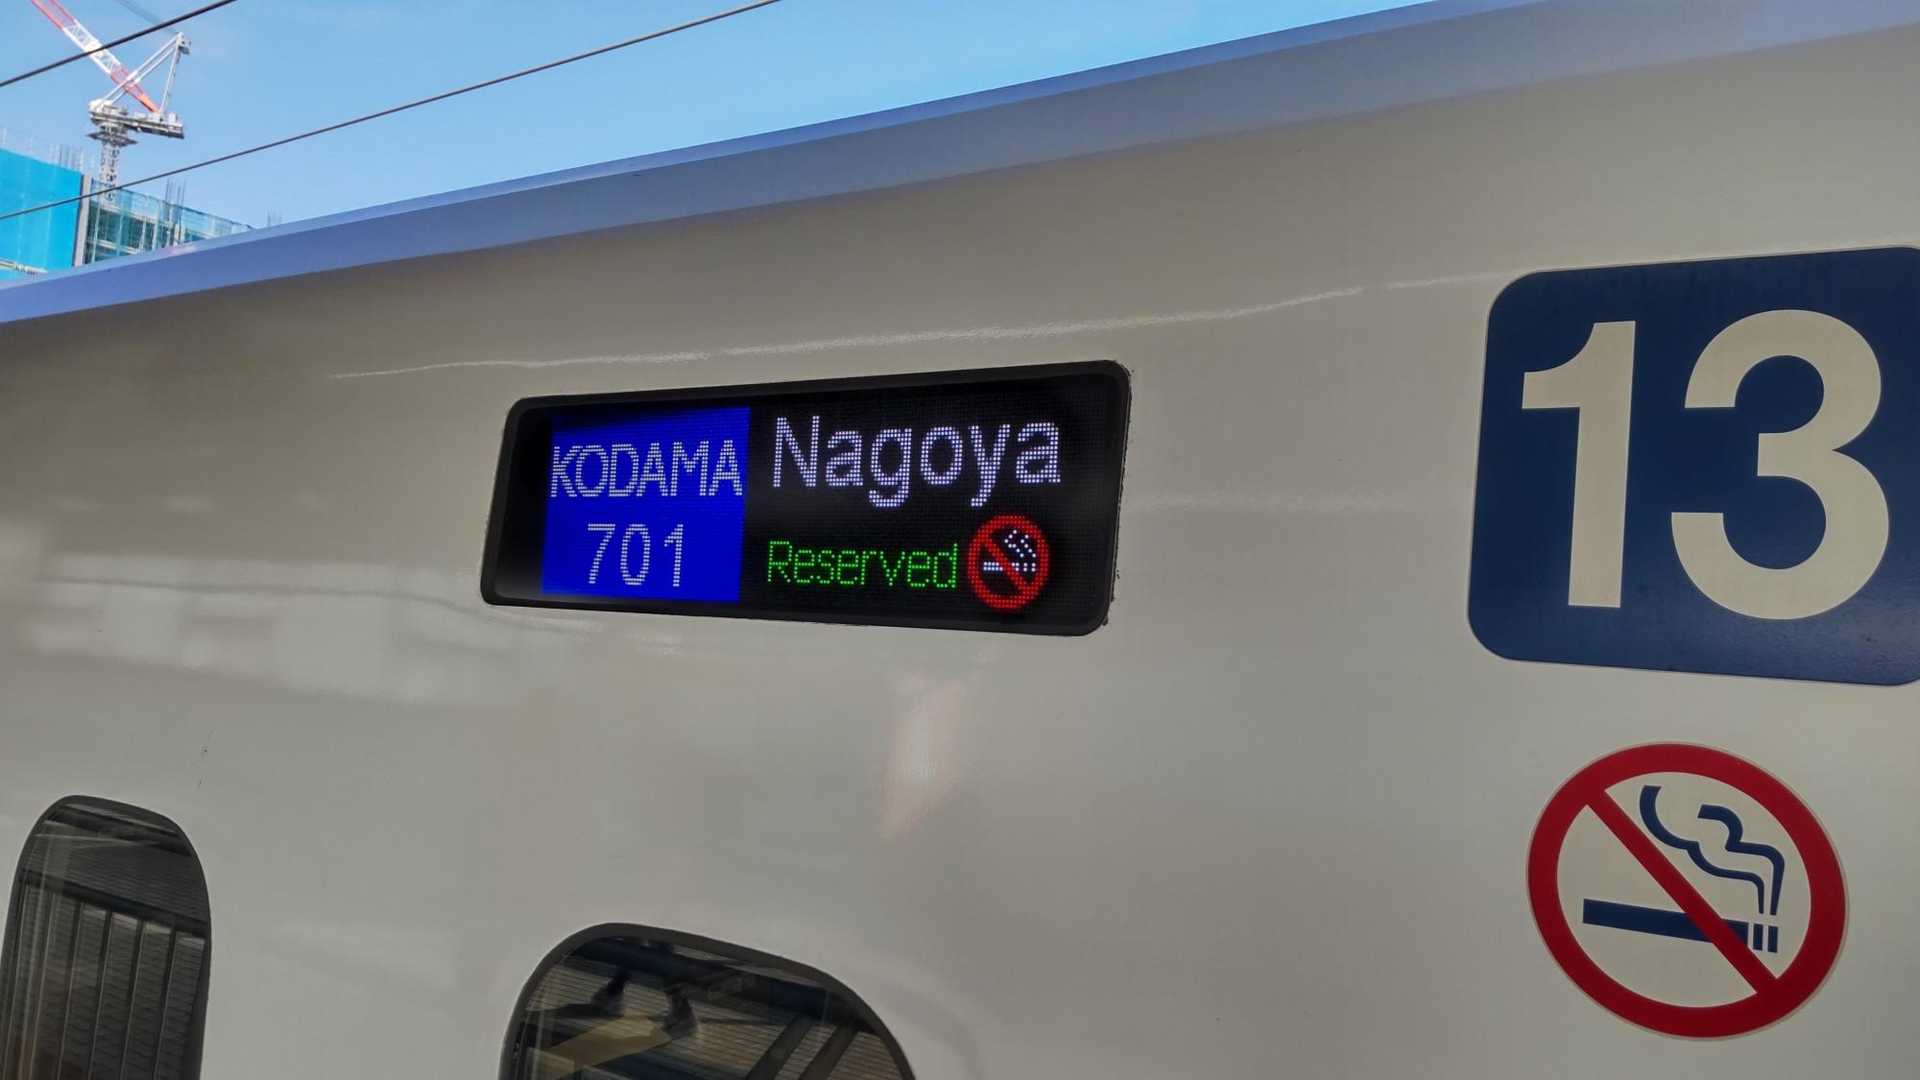 KODAMA
701
Nagoya
Reserved
13